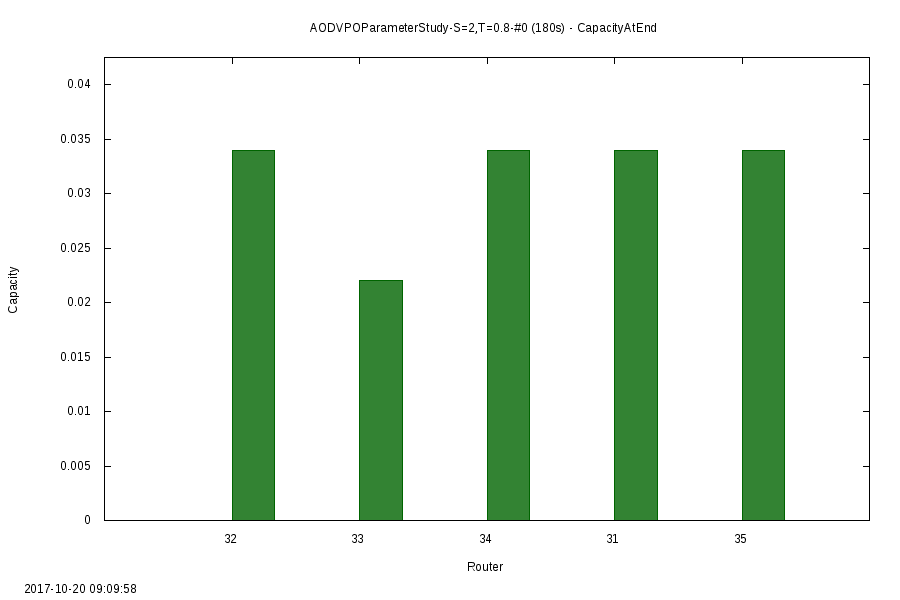 AODVPOParameterStudy-S=2,T=0.8-#0 (180s) - CapacityAtEnd
0.04
0.035
0.03
0.025
0.02
0.015
0.01
0.005
0
Capacity
32 33 34 31 35
Router
2017-10-20 09:09:58